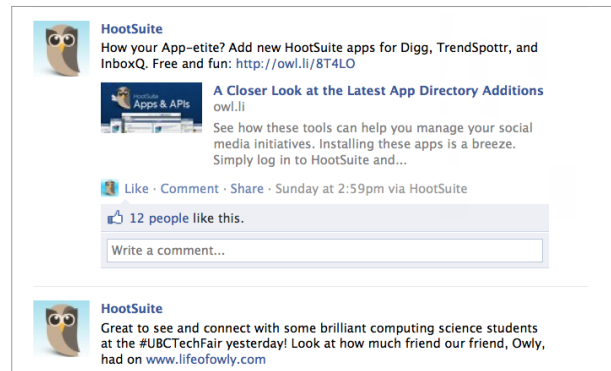 HootSuite
How your App-etite? Add new HootSuite apps for Digg, TrendSpottr, and
InboxQ. Free and fun: http://owl.li/8T4LO
HootSuite
Apps & APIs
A Closer Look at the Latest App Directory Additions
owl.li
See how these tools can help you manage your social
media initiatives. Installing these apps is a breeze.
Simply log in to HootSuite and...
Like · Comment · Share · Sunday at 2:59pm via HootSuite
12 people like this.
Write a comment...
HootSuite
Great to see and connect with some brilliant computing science students
at the #UBCTechFair yesterday! Look at how much friend our friend, Owly,
had on www.lifeofowly.com